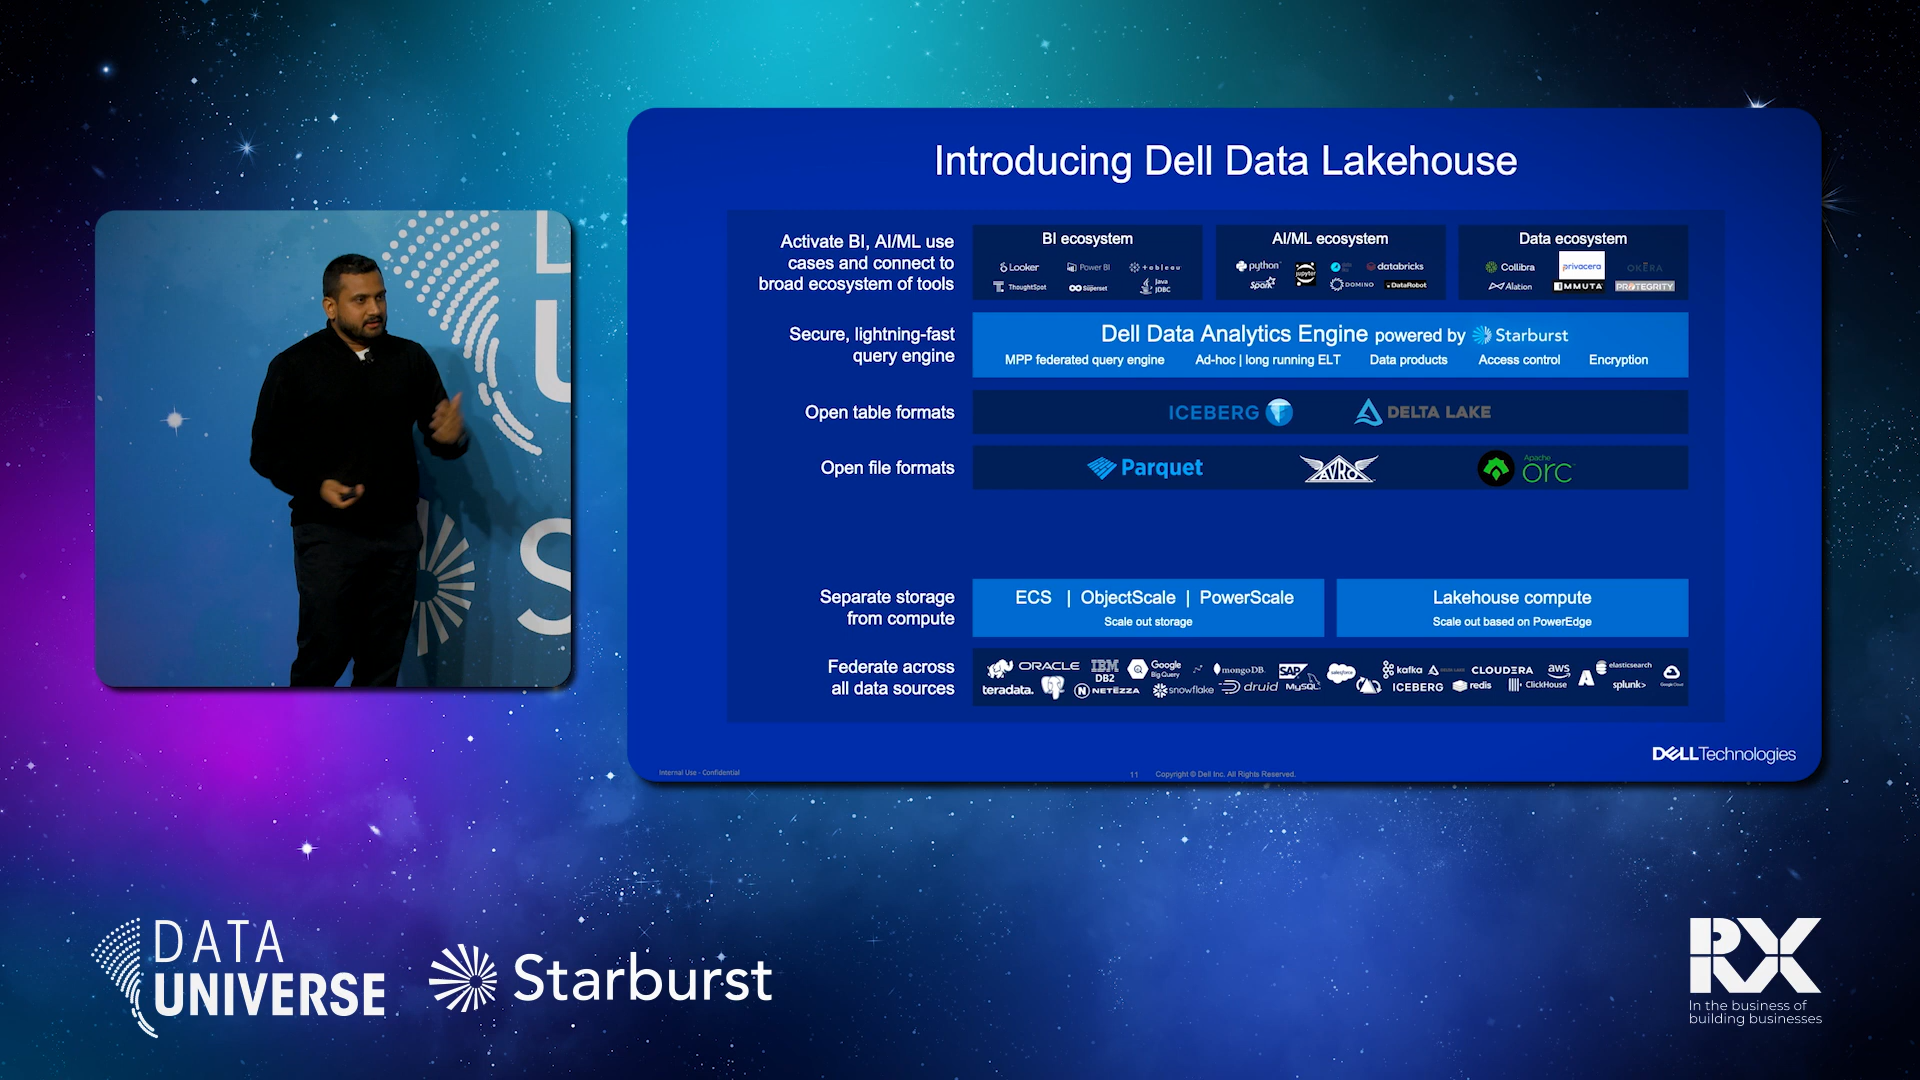 Introducing Dell Data Lakehouse
Activate BI, AI/ML use
cases and connect to
broad ecosystem of tools
BI ecosystem
Looker
Power BI
+ a b l e a u
ThoughtSpot
Superset
Java
JDBC
AI/ML ecosystem
python
jupyter
databricks
Spark
DOMINO
DataRobot
Data ecosystem
Collibra
privacera
OKERA
Alation
IMMUTA
PROTEGRITY
Secure, lightning-fast
query engine
Dell Data Analytics Engine powered by Starburst
MPP federated query engine
Ad-hoc | long running ELT
Data products
Access control
Encryption
Open table formats
ICEBERG
DELTA LAKE
Open file formats
Parquet
AVRO
Apache
orc
Separate storage
from compute
ECS | ObjectScale | PowerScale
Scale out storage
Lakehouse compute
Scale out based on PowerEdge
Federate across
all data sources
ORACLE
IBM
DB2
Google
Big Query
mongoDB.
SAP
salesforce
kafka
DELTA LAKE
CLOUDERA
aws
elasticsearch
Google Cloud
teradata.
NETEZZA
snowflake
druid
MySQL
ICEBERG
redis
ClickHouse
splunk>
DELLTechnologies
Internal Use - Confidential
11
Copyright © Dell Inc. All Rights Reserved.
D
U
S
DATA
UNIVERSE
Starburst
RX
In the business of
building businesses